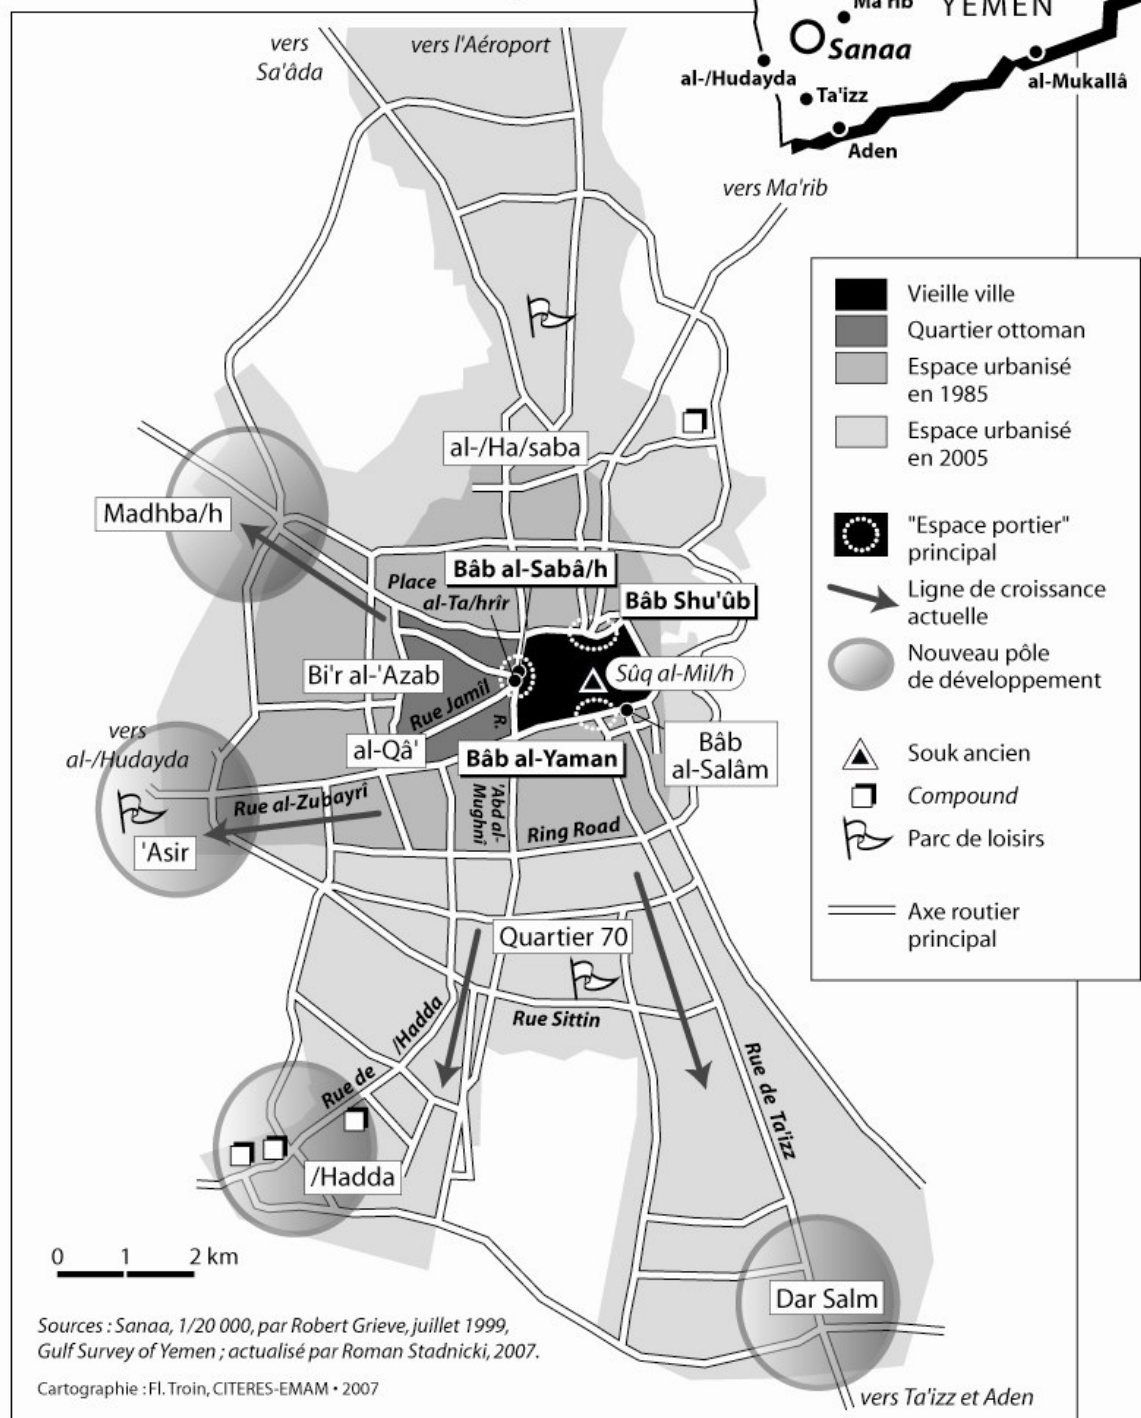 Ma'rib
YEMEN
Sanaa
al-/Hudayda
al-Mukallâ
Ta'izz
Aden
vers
Sa'âda
vers l'Aéroport
vers Ma'rib
Vieille ville
Quartier ottoman
Espace urbanisé
en 1985
Espace urbanisé
en 2005
"Espace portier"
principal
Ligne de croissance
actuelle
Nouveau pôle
de développement
Souk ancien
Compound
Parc de loisirs
Axe routier
principal
al-/Ha/saba
Madhba/h
Bâb al-Sabâ/h
Place
al-Ta/hrîr
Bâb Shu'ûb
Bi'r al-'Azab
Sûq al-Mil/h
Rue Jamîl
R.
'Abd al-
Mughnî
vers
al-/Hudayda
al-Qâ'
Bâb al-Yaman
Bâb
al-Salâm
Rue al-Zubayrî
'Asir
Ring Road
Quartier 70
Rue Sittin
Rue de /Hadda
Rue de Ta'izz
/Hadda
Dar Salm
0 1 2 km
Sources : Sanaa, 1/20 000, par Robert Grieve, juillet 1999,
Gulf Survey of Yemen ; actualisé par Roman Stadnicki, 2007.
Cartographie : Fl. Troin, CITERES-EMAM • 2007
vers Ta'izz et Aden